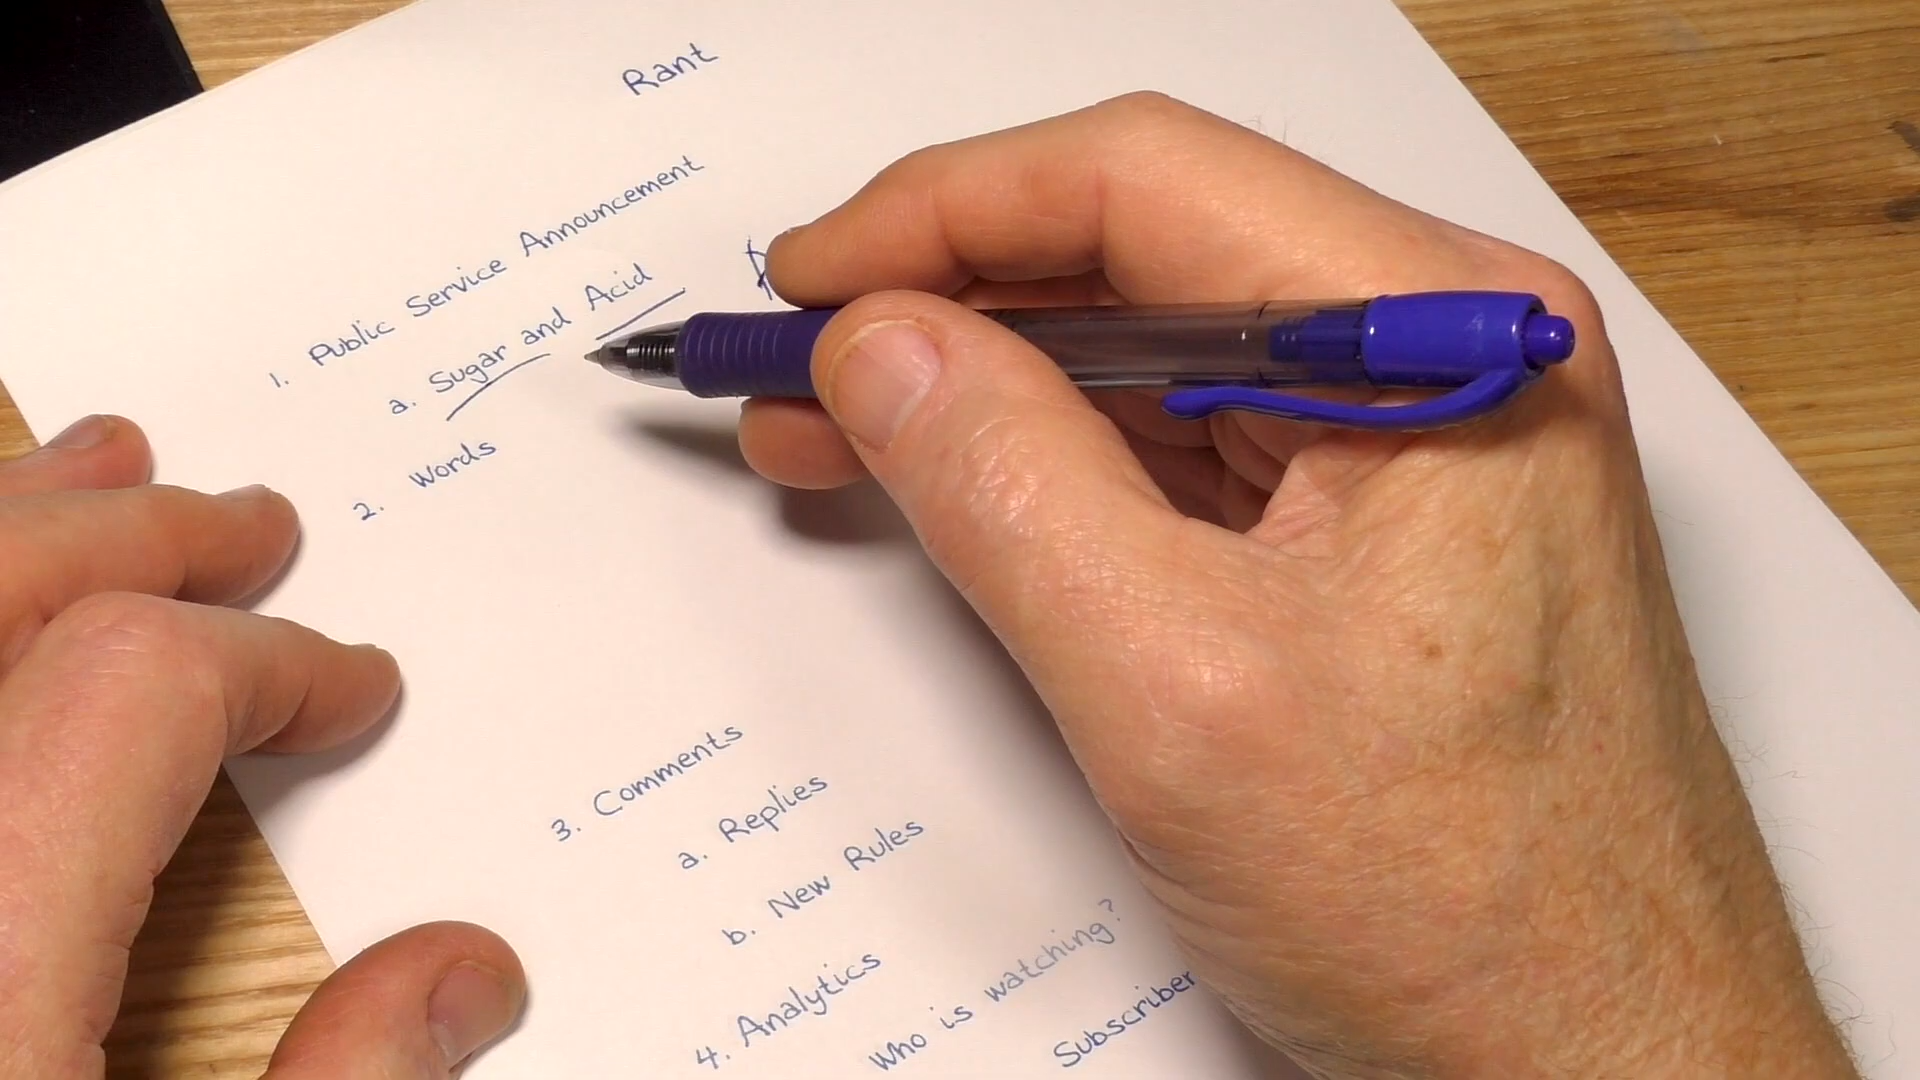 Rant
1. Public Service Announcement
a. Sugar and Acid
2. Words
3. Comments
a. Replies
b. New Rules
4. Analytics
Who is watching?
Subscriber